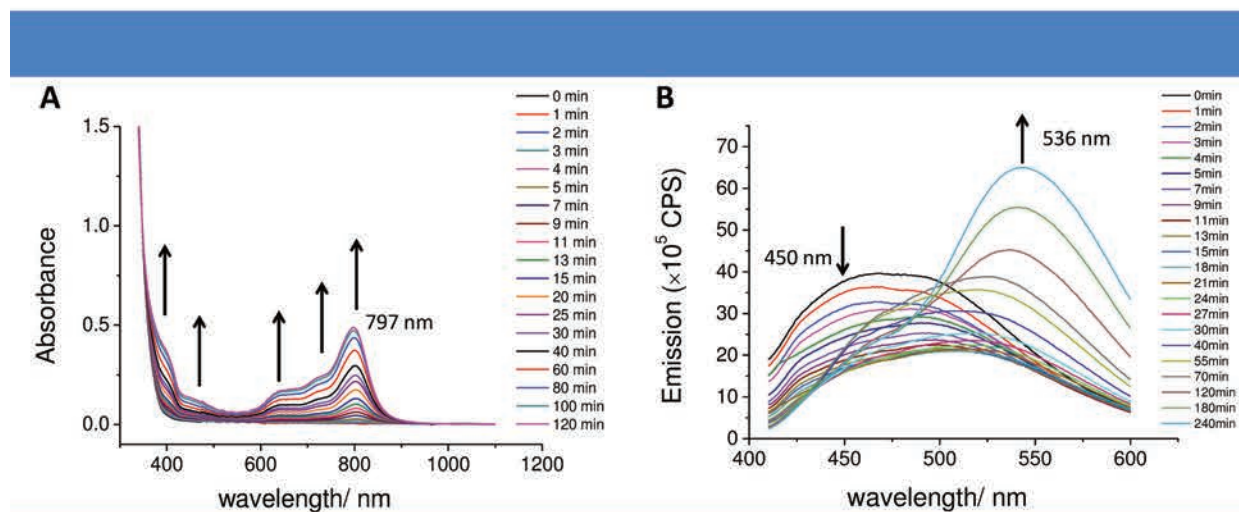 A
B
Absorbance
1.5
1.0
0.5
0.0
400
600
800
1000
1200
wavelength/ nm
797 nm
0 min
1 min
2 min
3 min
4 min
5 min
7 min
9 min
11 min
13 min
15 min
20 min
25 min
30 min
40 min
60 min
80 min
100 min
120 min
Emission (×10⁵ CPS)
70
60
50
40
30
20
10
0
400
450
500
550
600
wavelength/ nm
450 nm
536 nm
0min
1min
2min
3min
4min
5min
7min
9min
11min
13min
15min
18min
21min
24min
27min
30min
40min
55min
70min
120min
180min
240min